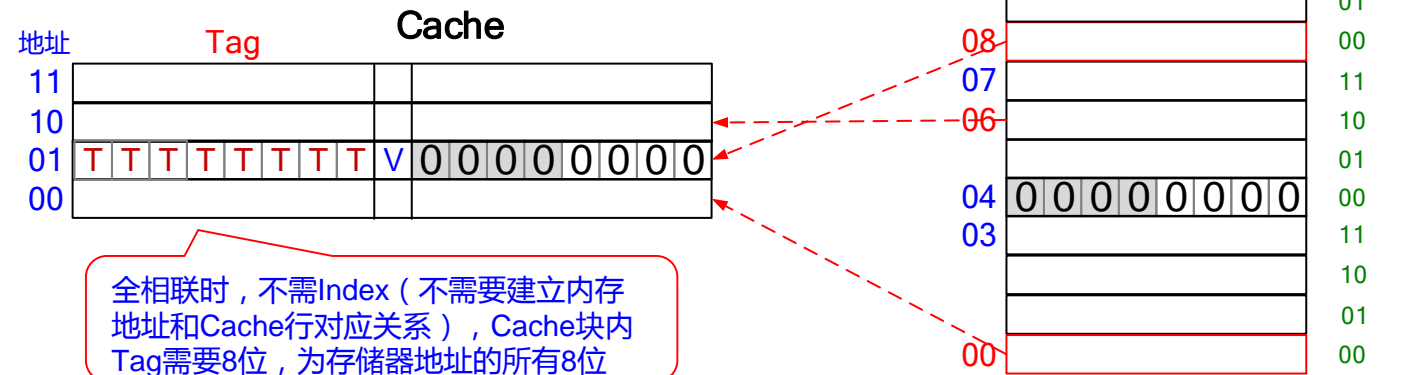 Cache
地址 Tag
11
10
01 T T T T T T T T V 0 0 0 0 0 0 0 0
00
全相联时，不需Index（不需要建立内存
地址和Cache行对应关系），Cache块内
Tag需要8位，为存储器地址的所有8位
01
08 00
07 11
06 10
01
04 0 0 0 0 0 0 0 0 00
03 11
10
01
00 00